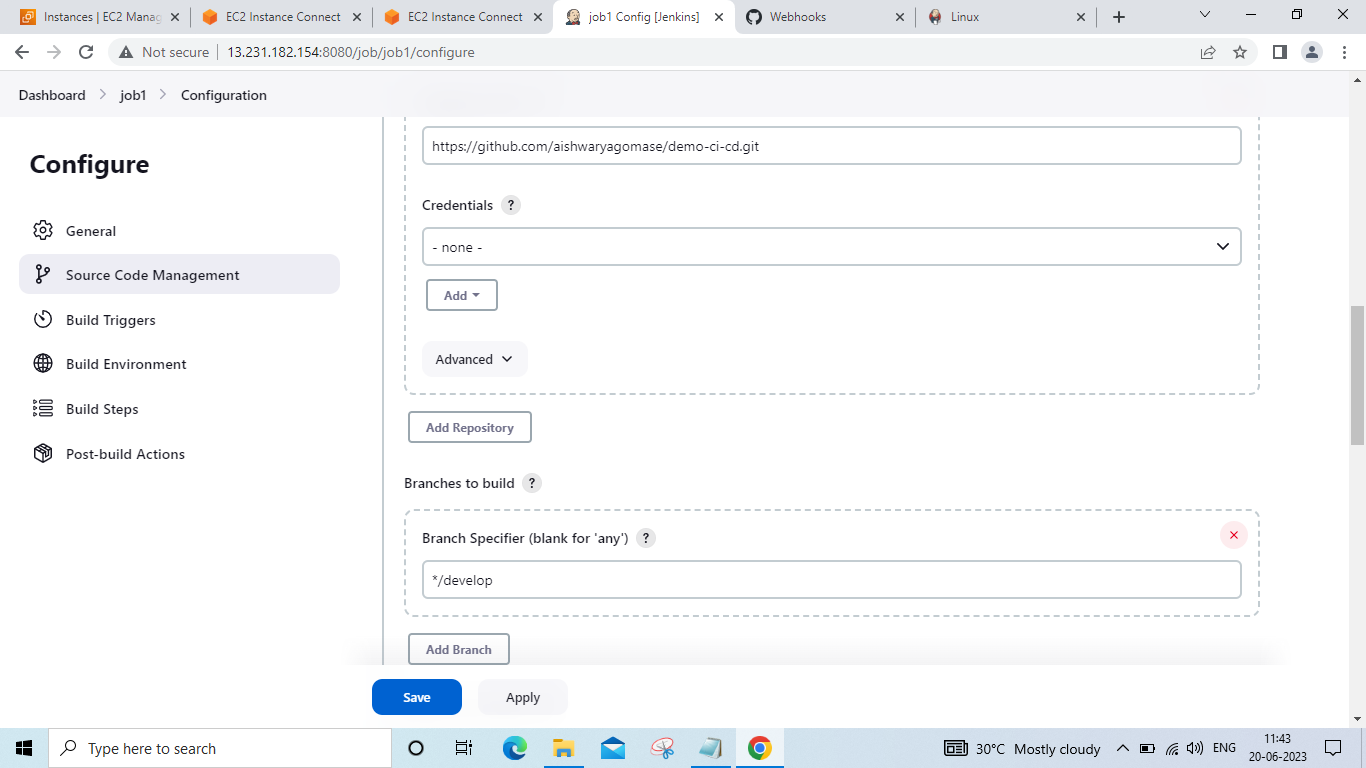 Instances | EC2 Manag
EC2 Instance Connect
EC2 Instance Connect
job1 Config [Jenkins]
Webhooks
Linux
Not secure
13.231.182.154:8080/job/job1/configure
Dashboard
job1
Configuration
Configure
General
Source Code Management
Build Triggers
Build Environment
Build Steps
Post-build Actions
https://github.com/aishwaryagomase/demo-ci-cd.git
Credentials ?
- none -
Add
Advanced
Add Repository
Branches to build ?
Branch Specifier (blank for 'any') ?
*/develop
Add Branch
Save
Apply
Type here to search
30°C Mostly cloudy
ENG
11:43
20-06-2023